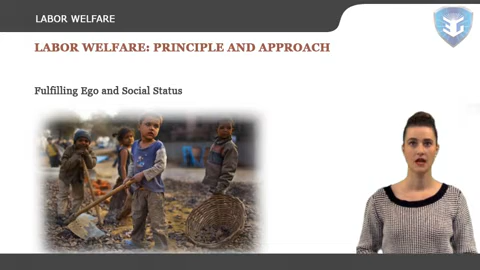 LABOR WELFARE
LABOR WELFARE: PRINCIPLE AND APPROACH
Fulfilling Ego and Social Status